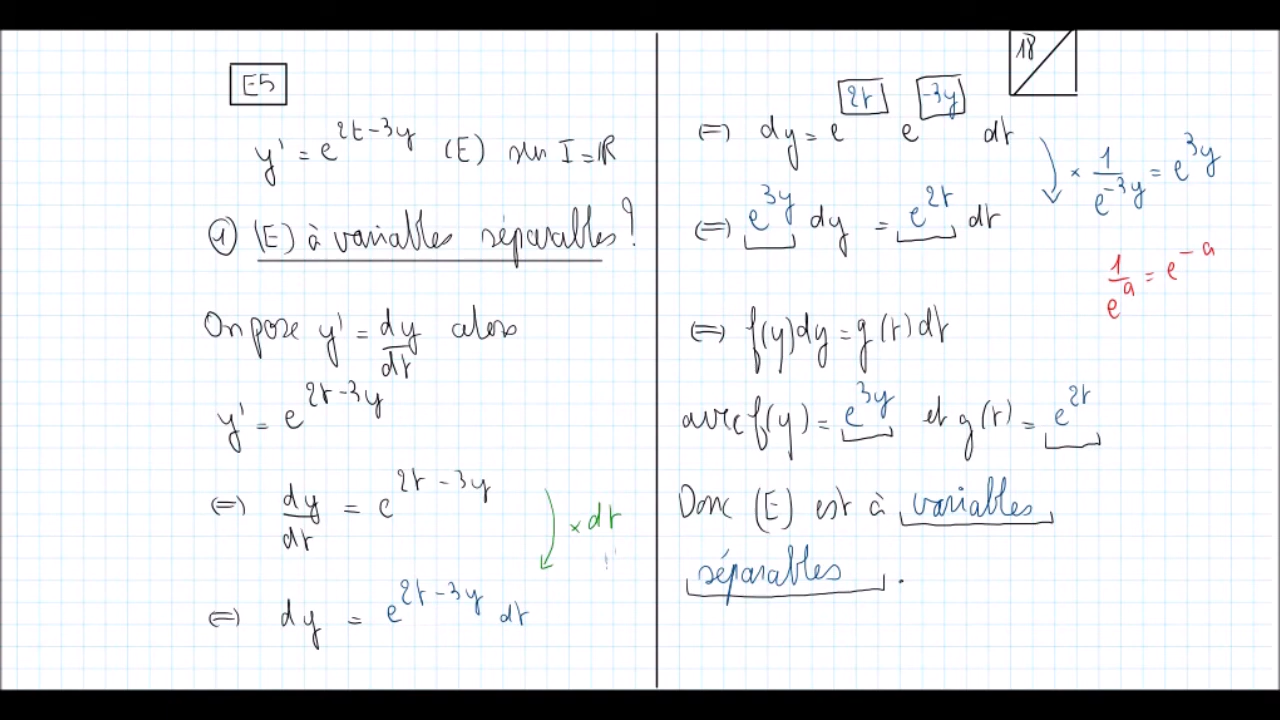 E5
y' = e^{2t-3y} (E) sur I = ℝ
① (E) à variables séparables ?
On pose y' = dy/dt alors
y' = e^{2t-3y}
⇔ dy/dt = e^{2t-3y}
× dt
⇔ dy = e^{2t-3y} dt
18
⇔ dy = e^{2t} e^{-3y} dt
× 1/e^{-3y} = e^{3y}
⇔ e^{3y} dy = e^{2t} dt
1/e^{a} = e^{-a}
⇔ f(y)dy = g(t)dt
avec f(y) = e^{3y} et g(t) = e^{2t}
Donc (E) est à variables
séparables.